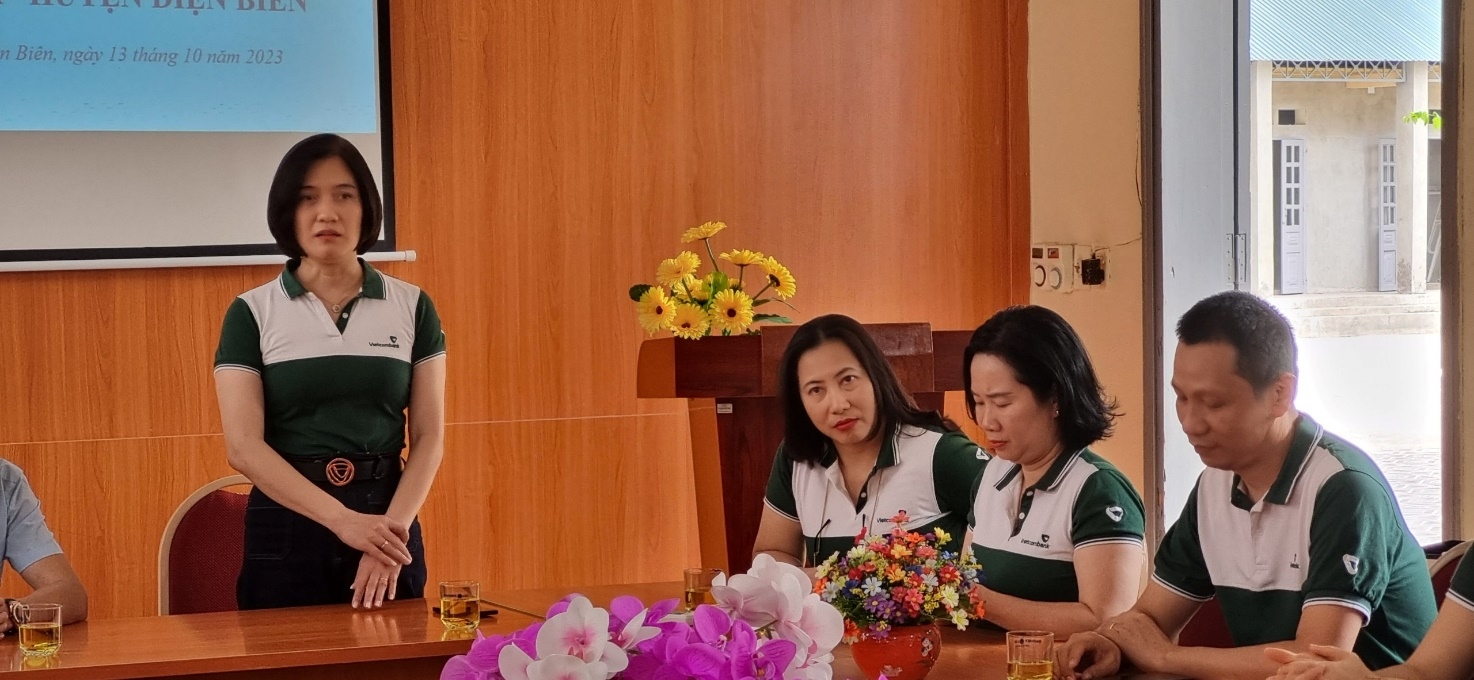 HUYỆN ĐIỆN BIÊN
n Biên, ngày 13 tháng 10 năm 2023
Vietcombank
Vietcombank